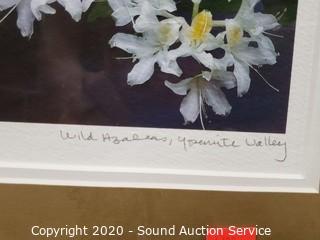 Wild Azaleas, Yosemite Valley
Copyright 2020 - Sound Auction Service